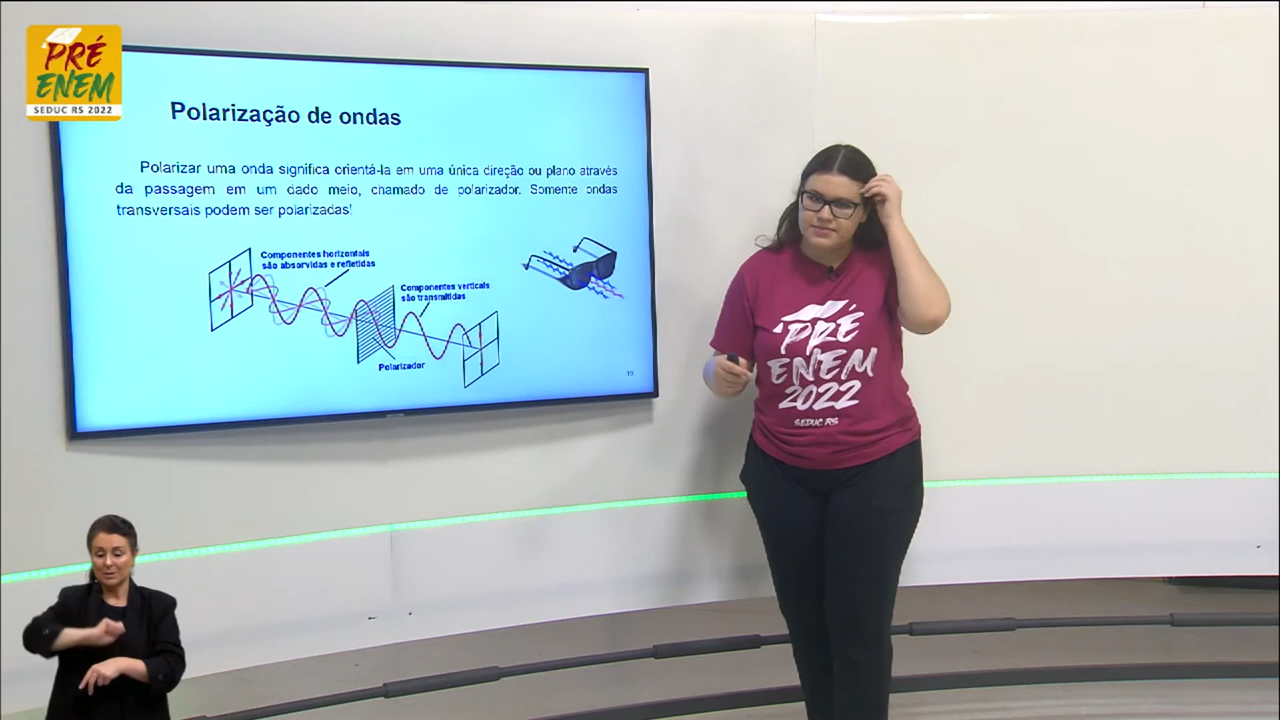 PRÉ
ENEM
SEDUC RS 2022
Polarização de ondas
Polarizar uma onda significa orientá-la em uma única direção ou plano através
da passagem em um dado meio, chamado de polarizador. Somente ondas
transversais podem ser polarizadas!
Componentes horizontais
são absorvidas e refletidas
Componentes verticais
são transmitidas
Polarizador
19
PRÉ
ENEM
2022
SEDUC RS